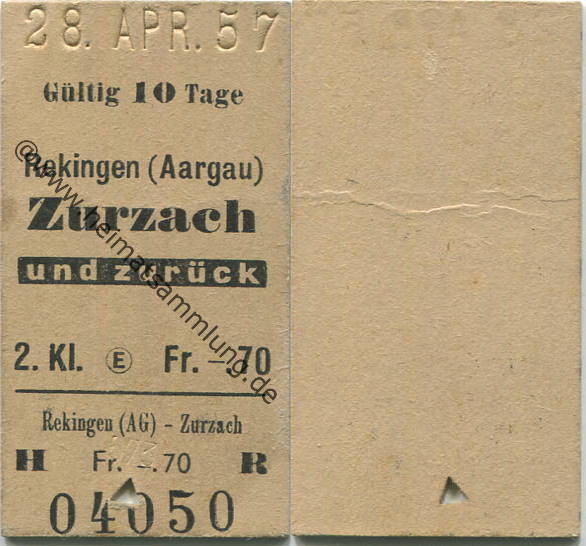 28. APR. 57
Gültig 10 Tage
Rekingen (Aargau)
Zurzach
und zurück
2. Kl. E Fr. –.70
Rekingen (AG) – Zurzach
H Fr. –.70 R
04050
@www.heimatsammlung.de